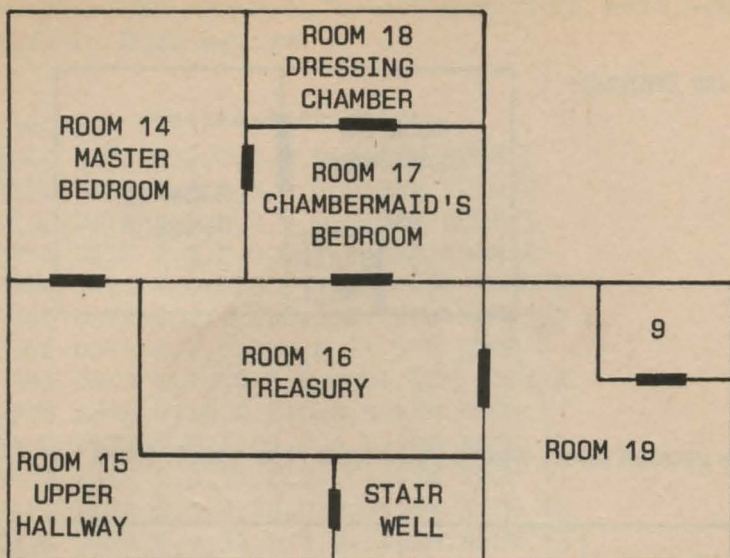 ROOM 18
DRESSING
CHAMBER
ROOM 14
MASTER
BEDROOM
ROOM 17
CHAMBERMAID'S
BEDROOM
ROOM 16
TREASURY
9
ROOM 15
UPPER
HALLWAY
STAIR
WELL
ROOM 19